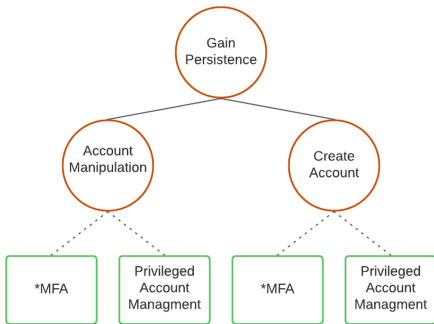 Gain
Persistence
Account
Manipulation
Create
Account
*MFA
Privileged
Account
Managment
*MFA
Privileged
Account
Managment